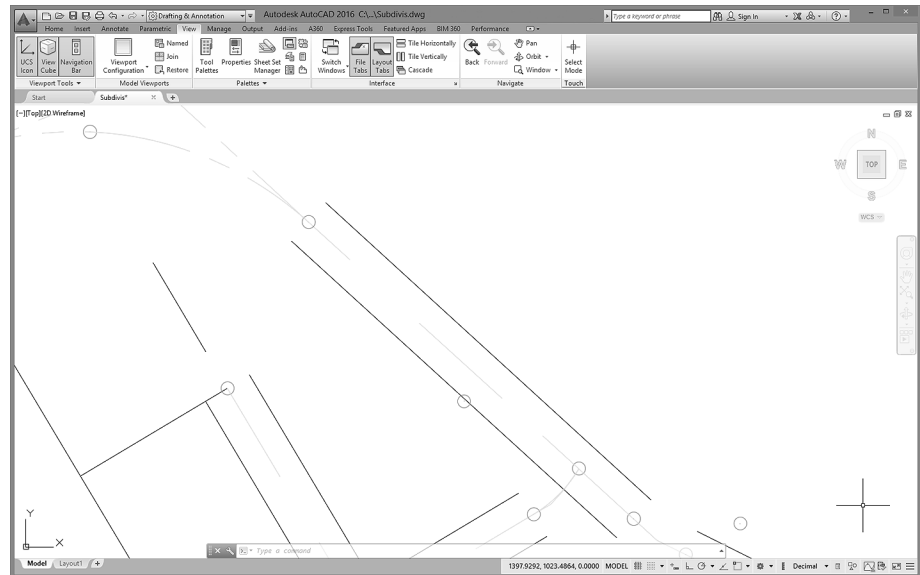 Drafting & Annotation
Autodesk AutoCAD 2016 C:\...\Subdivis.dwg
Type a keyword or phrase
Sign In
Home Insert Annotate Parametric View Manage Output Add-ins A360 Express Tools Featured Apps BIM 360 Performance
UCS Icon
View Cube
Navigation Bar
Viewport Configuration
Named
Join
Restore
Tool Palettes
Properties
Sheet Set Manager
Switch Windows
File Tabs
Layout Tabs
Tile Horizontally
Tile Vertically
Cascade
Back
Forward
Pan
Orbit
Window
Select Mode
Viewport Tools
Model Viewports
Palettes
Interface
Navigate
Touch
Start
Subdivis*
[−][Top][2D Wireframe]
N
W
TOP
E
S
WCS
Y
X
Type a command
Model
Layout1
1397.9292, 1023.4864, 0.0000 MODEL
Decimal